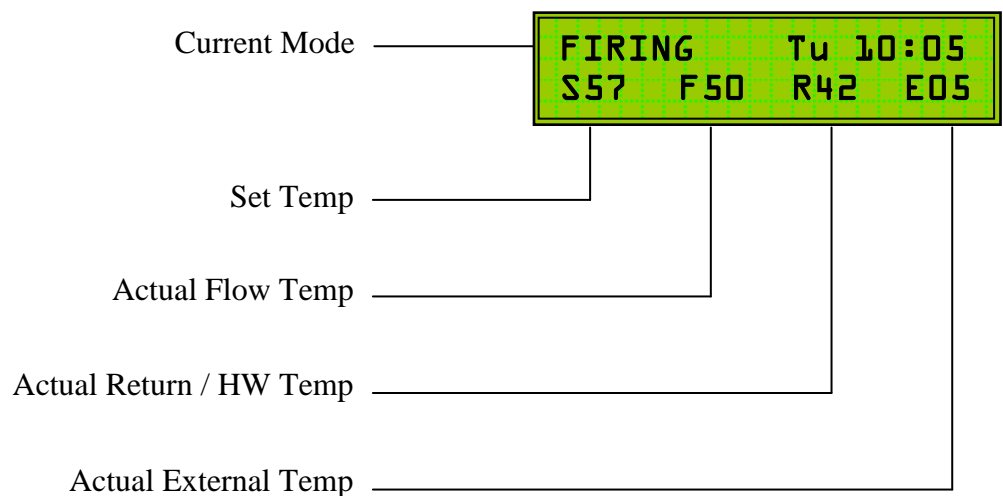 Current Mode
FIRING Tu 10:05
S57 F50 R42 E05
Set Temp
Actual Flow Temp
Actual Return / HW Temp
Actual External Temp